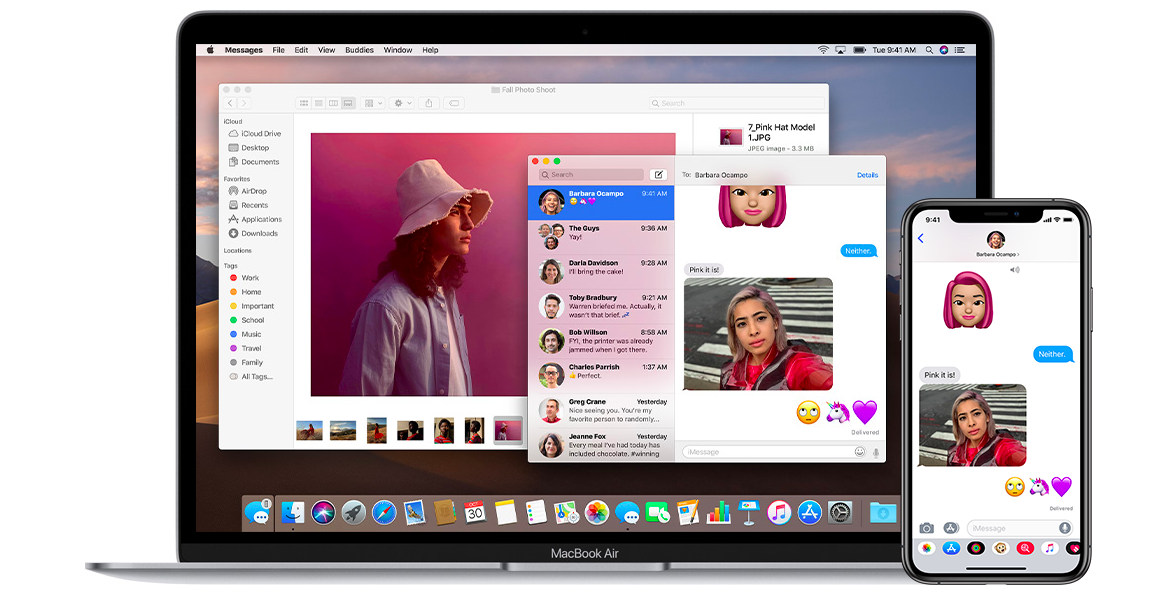 Messages File Edit View Buddies Window Help
Tue 9:41 AM
Fall Photo Shoot
Search
iCloud
iCloud Drive
Desktop
Documents
Favorites
AirDrop
Recents
Applications
Downloads
Locations
Tags
Work
Home
Important
School
Music
Travel
Family
All Tags...
7_Pink Hat Model
1.JPG
JPEG image - 3.3 MB
Search
Barbara Ocampo 9:41 AM
The Guys 9:36 AM
Yay!
Darla Davidson 9:28 AM
I'll bring the cake!
Toby Bradbury 9:21 AM
Warren briefed me. Actually, it
wasn't that brief. 💤
Bob Willson 8:58 AM
FYI, the printer was already
jammed when I got there.
Charles Parrish 1:37 AM
👍 Perfect.
Greg Crane Yesterday
Nice seeing you. You're my
favorite person to randomly...
Jeanne Fox Yesterday
Every meal I've had today has
included chocolate. #winning
To: Barbara Ocampo
Details
Neither.
Pink it is!
🙄🦄💜
Delivered
iMessage
OCT
30
MacBook Air
9:41
Barbara Ocampo
Neither.
Pink it is!
🙄🦄💜
Delivered
iMessage